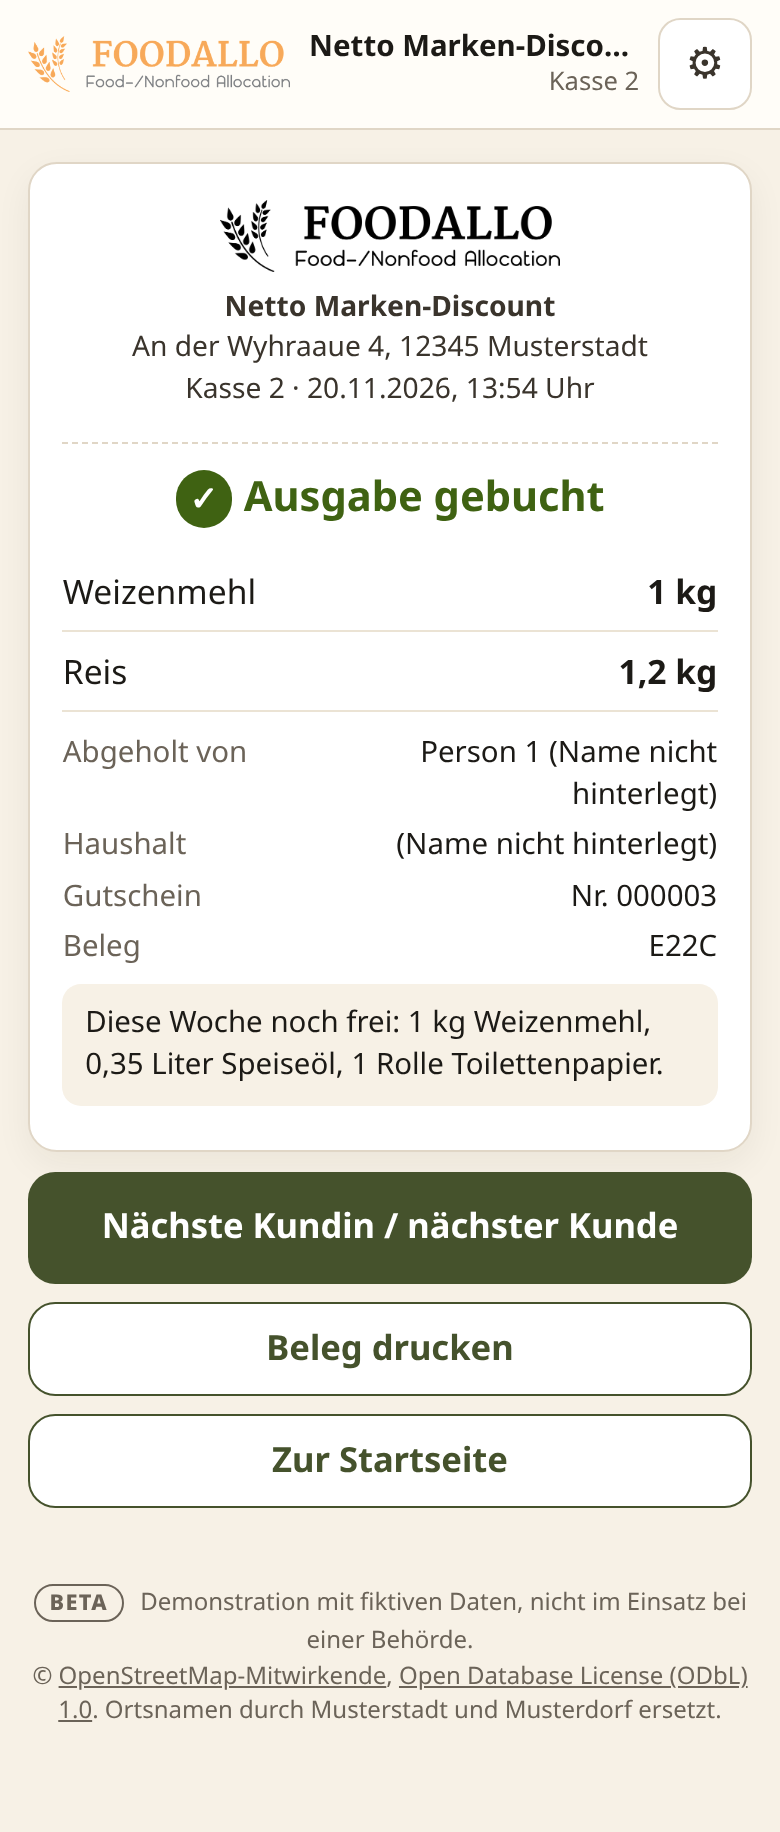 FOODALLO
Food-/Nonfood Allocation
Netto Marken-Disco...
Kasse 2
FOODALLO
Food-/Nonfood Allocation
Netto Marken-Discount
An der Wyhraaue 4, 12345 Musterstadt
Kasse 2 · 20.11.2026, 13:54 Uhr
✓ Ausgabe gebucht
Weizenmehl 1 kg
Reis 1,2 kg
Abgeholt von Person 1 (Name nicht
hinterlegt)
Haushalt (Name nicht hinterlegt)
Gutschein Nr. 000003
Beleg E22C
Diese Woche noch frei: 1 kg Weizenmehl,
0,35 Liter Speiseöl, 1 Rolle Toilettenpapier.
Nächste Kundin / nächster Kunde
Beleg drucken
Zur Startseite
BETA Demonstration mit fiktiven Daten, nicht im Einsatz bei
einer Behörde.
© OpenStreetMap-Mitwirkende, Open Database License (ODbL)
1.0. Ortsnamen durch Musterstadt und Musterdorf ersetzt.